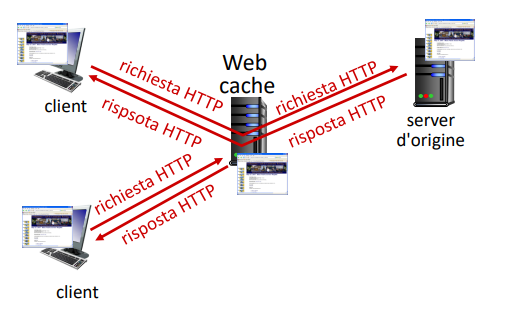 richiesta HTTP
rispsota HTTP
client
Web
cache
richiesta HTTP
risposta HTTP
server
d'origine
richiesta HTTP
risposta HTTP
client